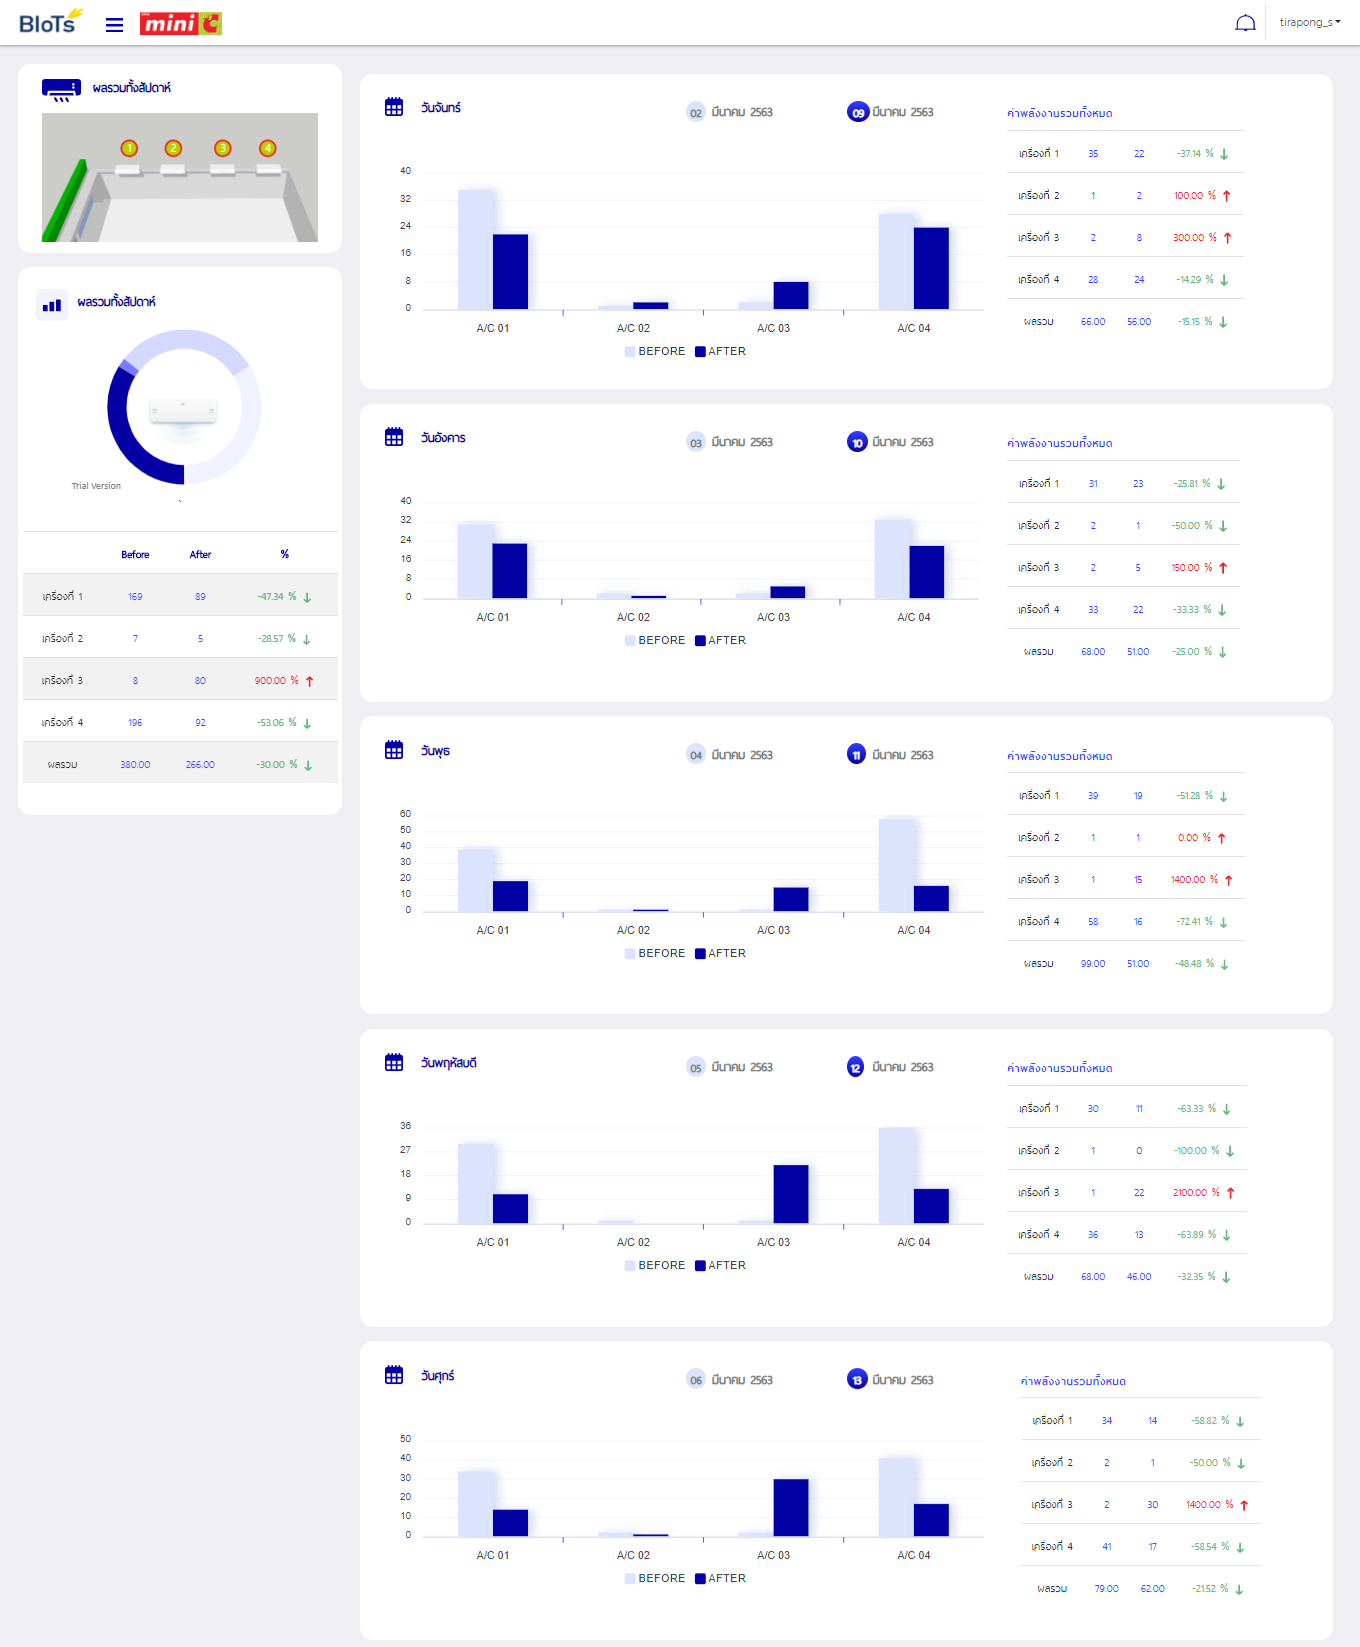 BIoTs
mini C
tirapong_s
ผลรวมทั้งสัปดาห์
1 2 3 4
ผลรวมทั้งสัปดาห์
Trial Version
Before After %
เครื่องที่ 1 169 89 -47.34 %
เครื่องที่ 2 7 5 -28.57 %
เครื่องที่ 3 8 80 900.00 %
เครื่องที่ 4 196 92 -53.06 %
ผลรวม 380.00 266.00 -30.00 %
วันจันทร์
02 มีนาคม 2563
09 มีนาคม 2563
40
32
24
16
8
0
A/C 01 A/C 02 A/C 03 A/C 04
BEFORE AFTER
ค่าพลังงานรวมทั้งหมด
เครื่องที่ 1 35 22 -37.14 %
เครื่องที่ 2 1 2 100.00 %
เครื่องที่ 3 2 8 300.00 %
เครื่องที่ 4 28 24 -14.29 %
ผลรวม 66.00 56.00 -15.15 %
วันอังคาร
03 มีนาคม 2563
10 มีนาคม 2563
40
32
24
16
8
0
A/C 01 A/C 02 A/C 03 A/C 04
BEFORE AFTER
ค่าพลังงานรวมทั้งหมด
เครื่องที่ 1 31 23 -25.81 %
เครื่องที่ 2 2 1 -50.00 %
เครื่องที่ 3 2 5 150.00 %
เครื่องที่ 4 33 22 -33.33 %
ผลรวม 68.00 51.00 -25.00 %
วันพุธ
04 มีนาคม 2563
11 มีนาคม 2563
60
50
40
30
20
10
0
A/C 01 A/C 02 A/C 03 A/C 04
BEFORE AFTER
ค่าพลังงานรวมทั้งหมด
เครื่องที่ 1 39 19 -51.28 %
เครื่องที่ 2 1 1 0.00 %
เครื่องที่ 3 1 15 1400.00 %
เครื่องที่ 4 58 16 -72.41 %
ผลรวม 99.00 51.00 -48.48 %
วันพฤหัสบดี
05 มีนาคม 2563
12 มีนาคม 2563
36
27
18
9
0
A/C 01 A/C 02 A/C 03 A/C 04
BEFORE AFTER
ค่าพลังงานรวมทั้งหมด
เครื่องที่ 1 30 11 -63.33 %
เครื่องที่ 2 1 0 -100.00 %
เครื่องที่ 3 1 22 2100.00 %
เครื่องที่ 4 36 13 -63.89 %
ผลรวม 68.00 46.00 -32.35 %
วันศุกร์
06 มีนาคม 2563
13 มีนาคม 2563
50
40
30
20
10
0
A/C 01 A/C 02 A/C 03 A/C 04
BEFORE AFTER
ค่าพลังงานรวมทั้งหมด
เครื่องที่ 1 34 14 -58.82 %
เครื่องที่ 2 2 1 -50.00 %
เครื่องที่ 3 2 30 1400.00 %
เครื่องที่ 4 41 17 -58.54 %
ผลรวม 79.00 62.00 -21.52 %